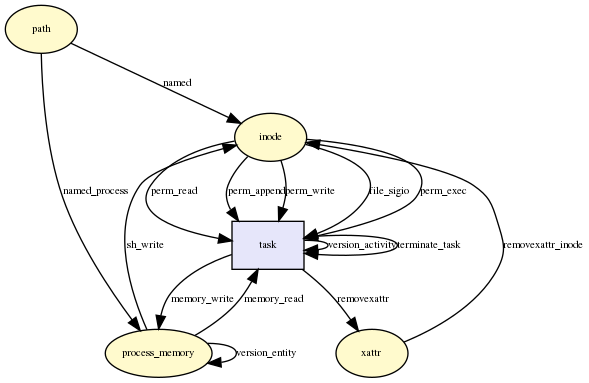 path
named
inode
named_process
perm_read
perm_append
perm_write
file_sigio
perm_exec
sh_write
task
version_activity
terminate_task
removexattr_inode
memory_write
memory_read
removexattr
process_memory
version_entity
xattr